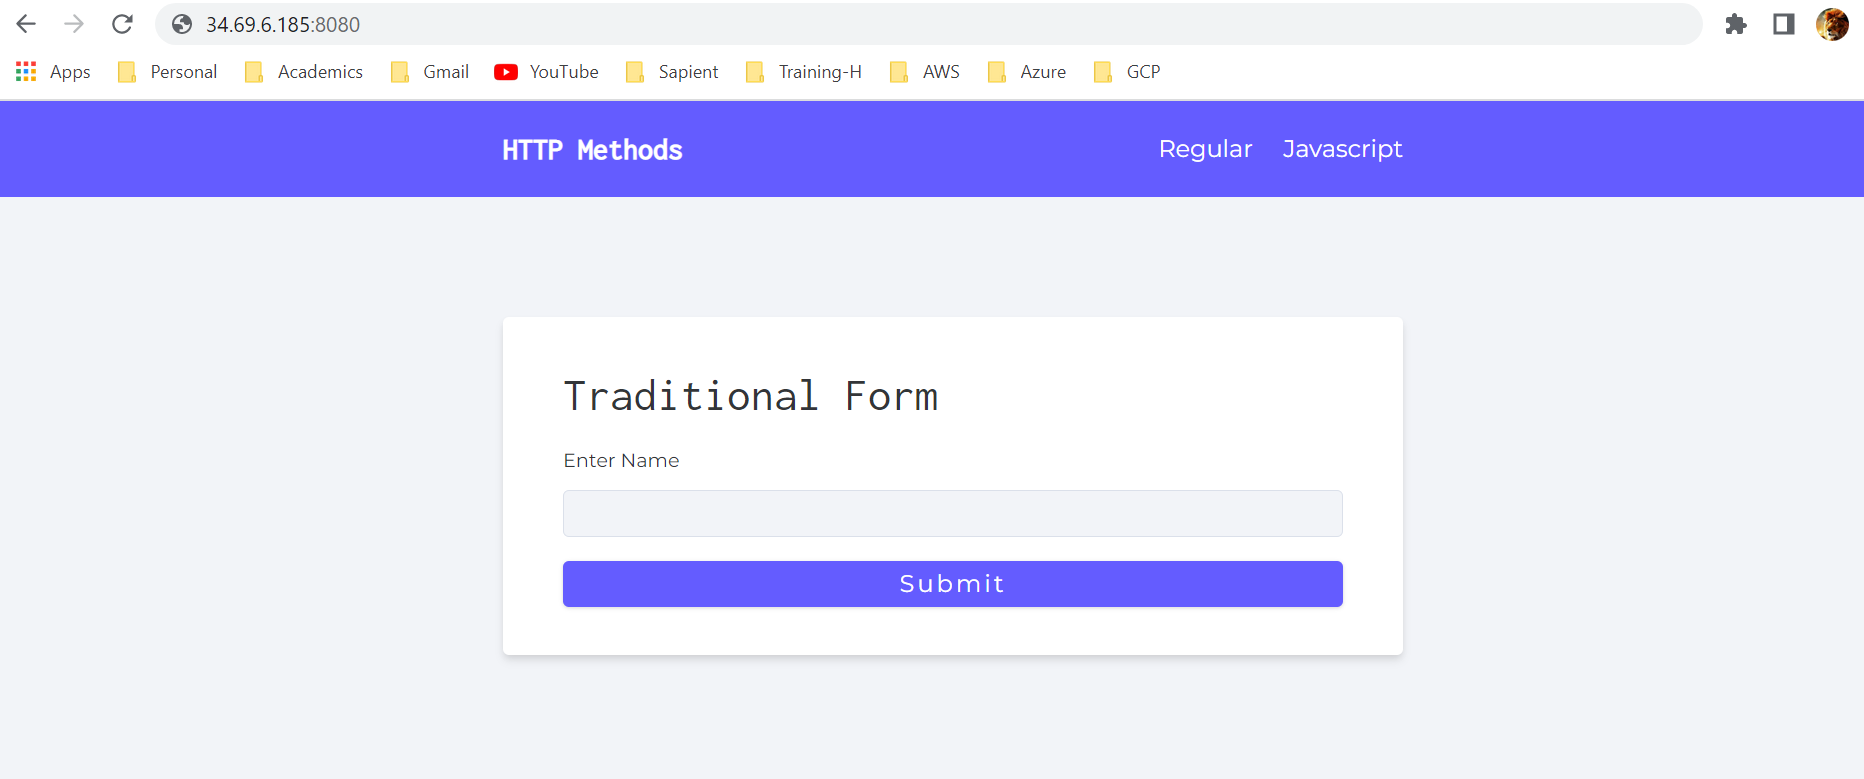 34.69.6.185:8080
Apps Personal Academics Gmail YouTube Sapient Training-H AWS Azure GCP
HTTP Methods Regular Javascript
Traditional Form
Enter Name
Submit